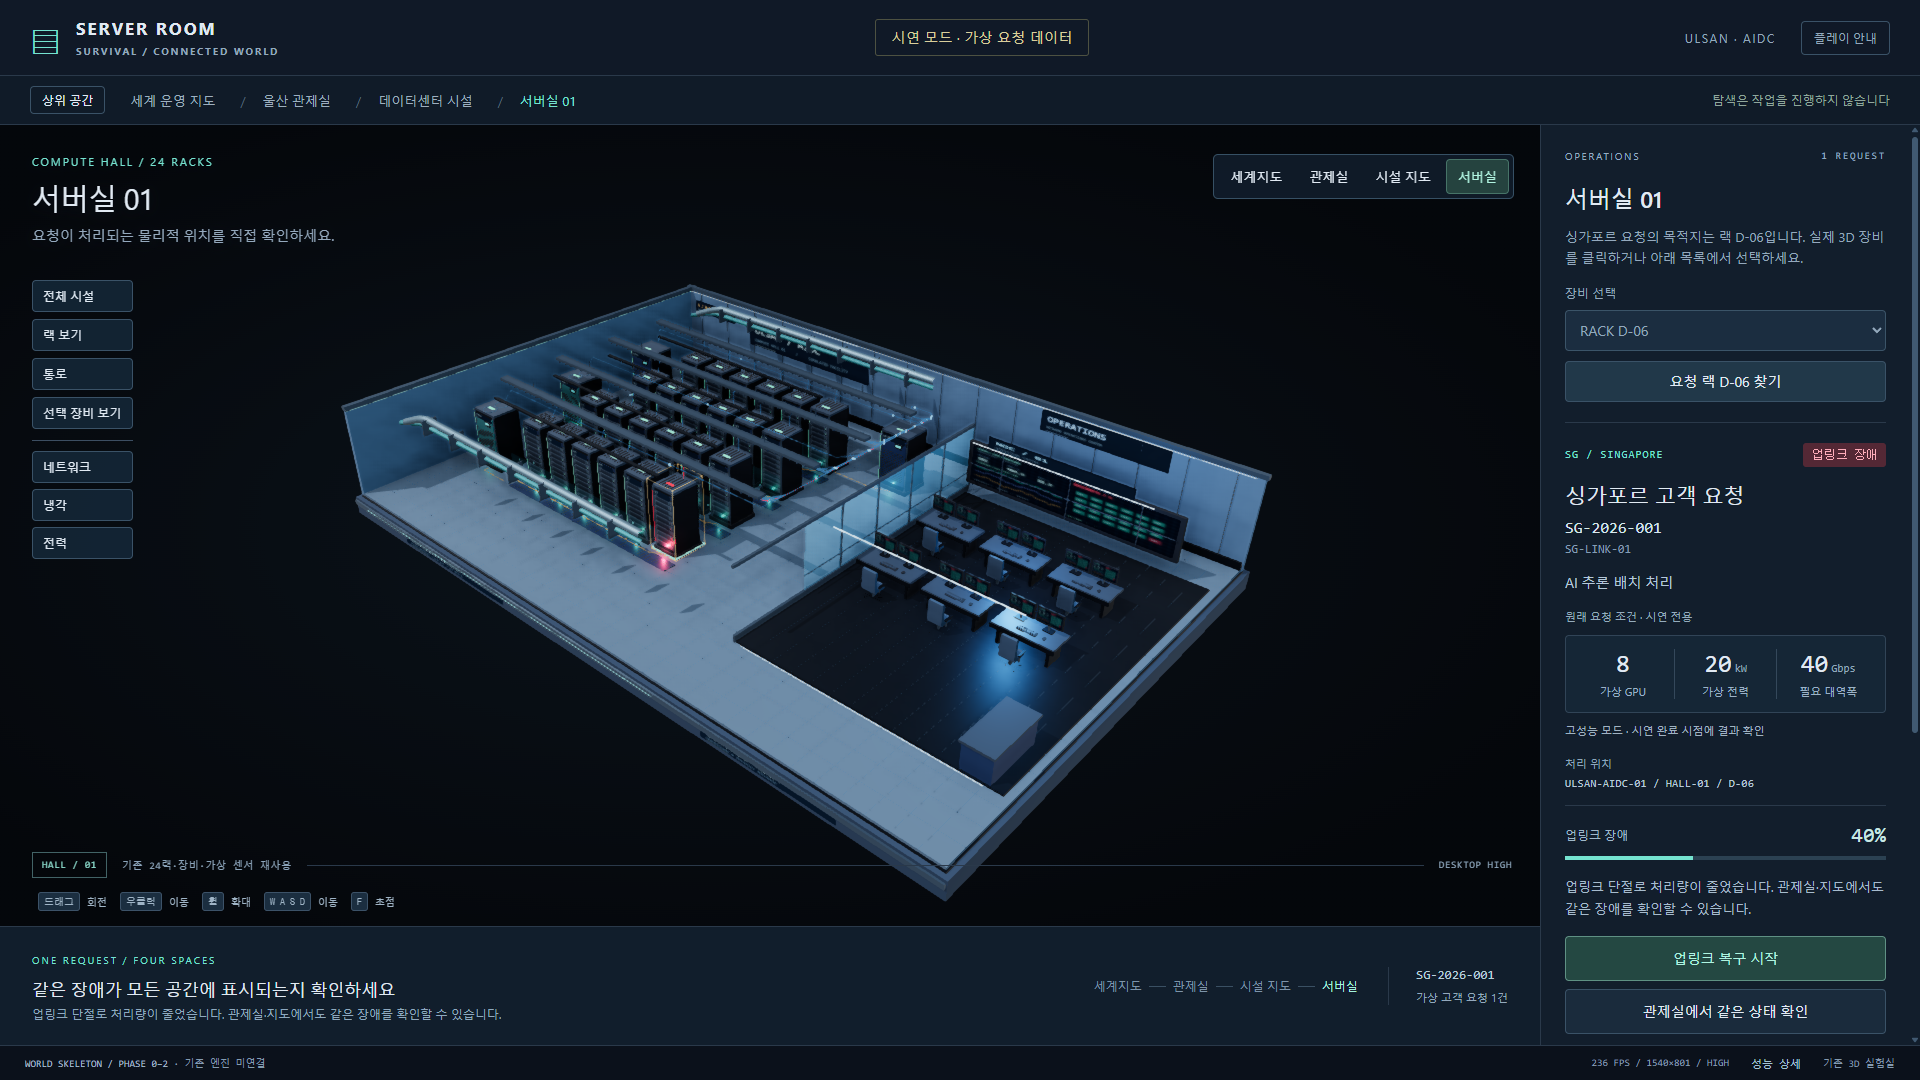 SERVER ROOM
SURVIVAL / CONNECTED WORLD
시연 모드 · 가상 요청 데이터
ULSAN · AIDC
플레이 안내
상위 공간
세계 운영 지도 / 울산 관제실 / 데이터센터 시설 / 서버실 01
탐색은 작업을 진행하지 않습니다
COMPUTE HALL / 24 RACKS
서버실 01
요청이 처리되는 물리적 위치를 직접 확인하세요.
세계지도
관제실
시설 지도
서버실
전체 시설
랙 보기
통로
선택 장비 보기
네트워크
냉각
전력
OPERATIONS
HALL / 01
기존 24랙·장비·가상 센서 재사용
DESKTOP HIGH
드래그 회전
우클릭 이동
휠 확대
W A S D 이동
F 초점
ONE REQUEST / FOUR SPACES
같은 장애가 모든 공간에 표시되는지 확인하세요
업링크 단절로 처리량이 줄었습니다. 관제실·지도에서도 같은 장애를 확인할 수 있습니다.
세계지도 — 관제실 — 시설 지도 — 서버실
SG-2026-001
가상 고객 요청 1건
OPERATIONS
1 REQUEST
서버실 01
싱가포르 요청의 목적지는 랙 D-06입니다. 실제 3D 장비
를 클릭하거나 아래 목록에서 선택하세요.
장비 선택
RACK D-06
요청 랙 D-06 찾기
SG / SINGAPORE
업링크 장애
싱가포르 고객 요청
SG-2026-001
SG-LINK-01
AI 추론 배치 처리
원래 요청 조건 · 시연 전용
8
가상 GPU
20 kW
가상 전력
40 Gbps
필요 대역폭
고성능 모드 · 시연 완료 시점에 결과 확인
처리 위치
ULSAN-AIDC-01 / HALL-01 / D-06
업링크 장애
40%
업링크 단절로 처리량이 줄었습니다. 관제실·지도에서도
같은 장애를 확인할 수 있습니다.
업링크 복구 시작
관제실에서 같은 상태 확인
WORLD SKELETON / PHASE 0–2 · 기존 엔진 미연결
236 FPS / 1540×801 / HIGH
성능 상세
기존 3D 실험실